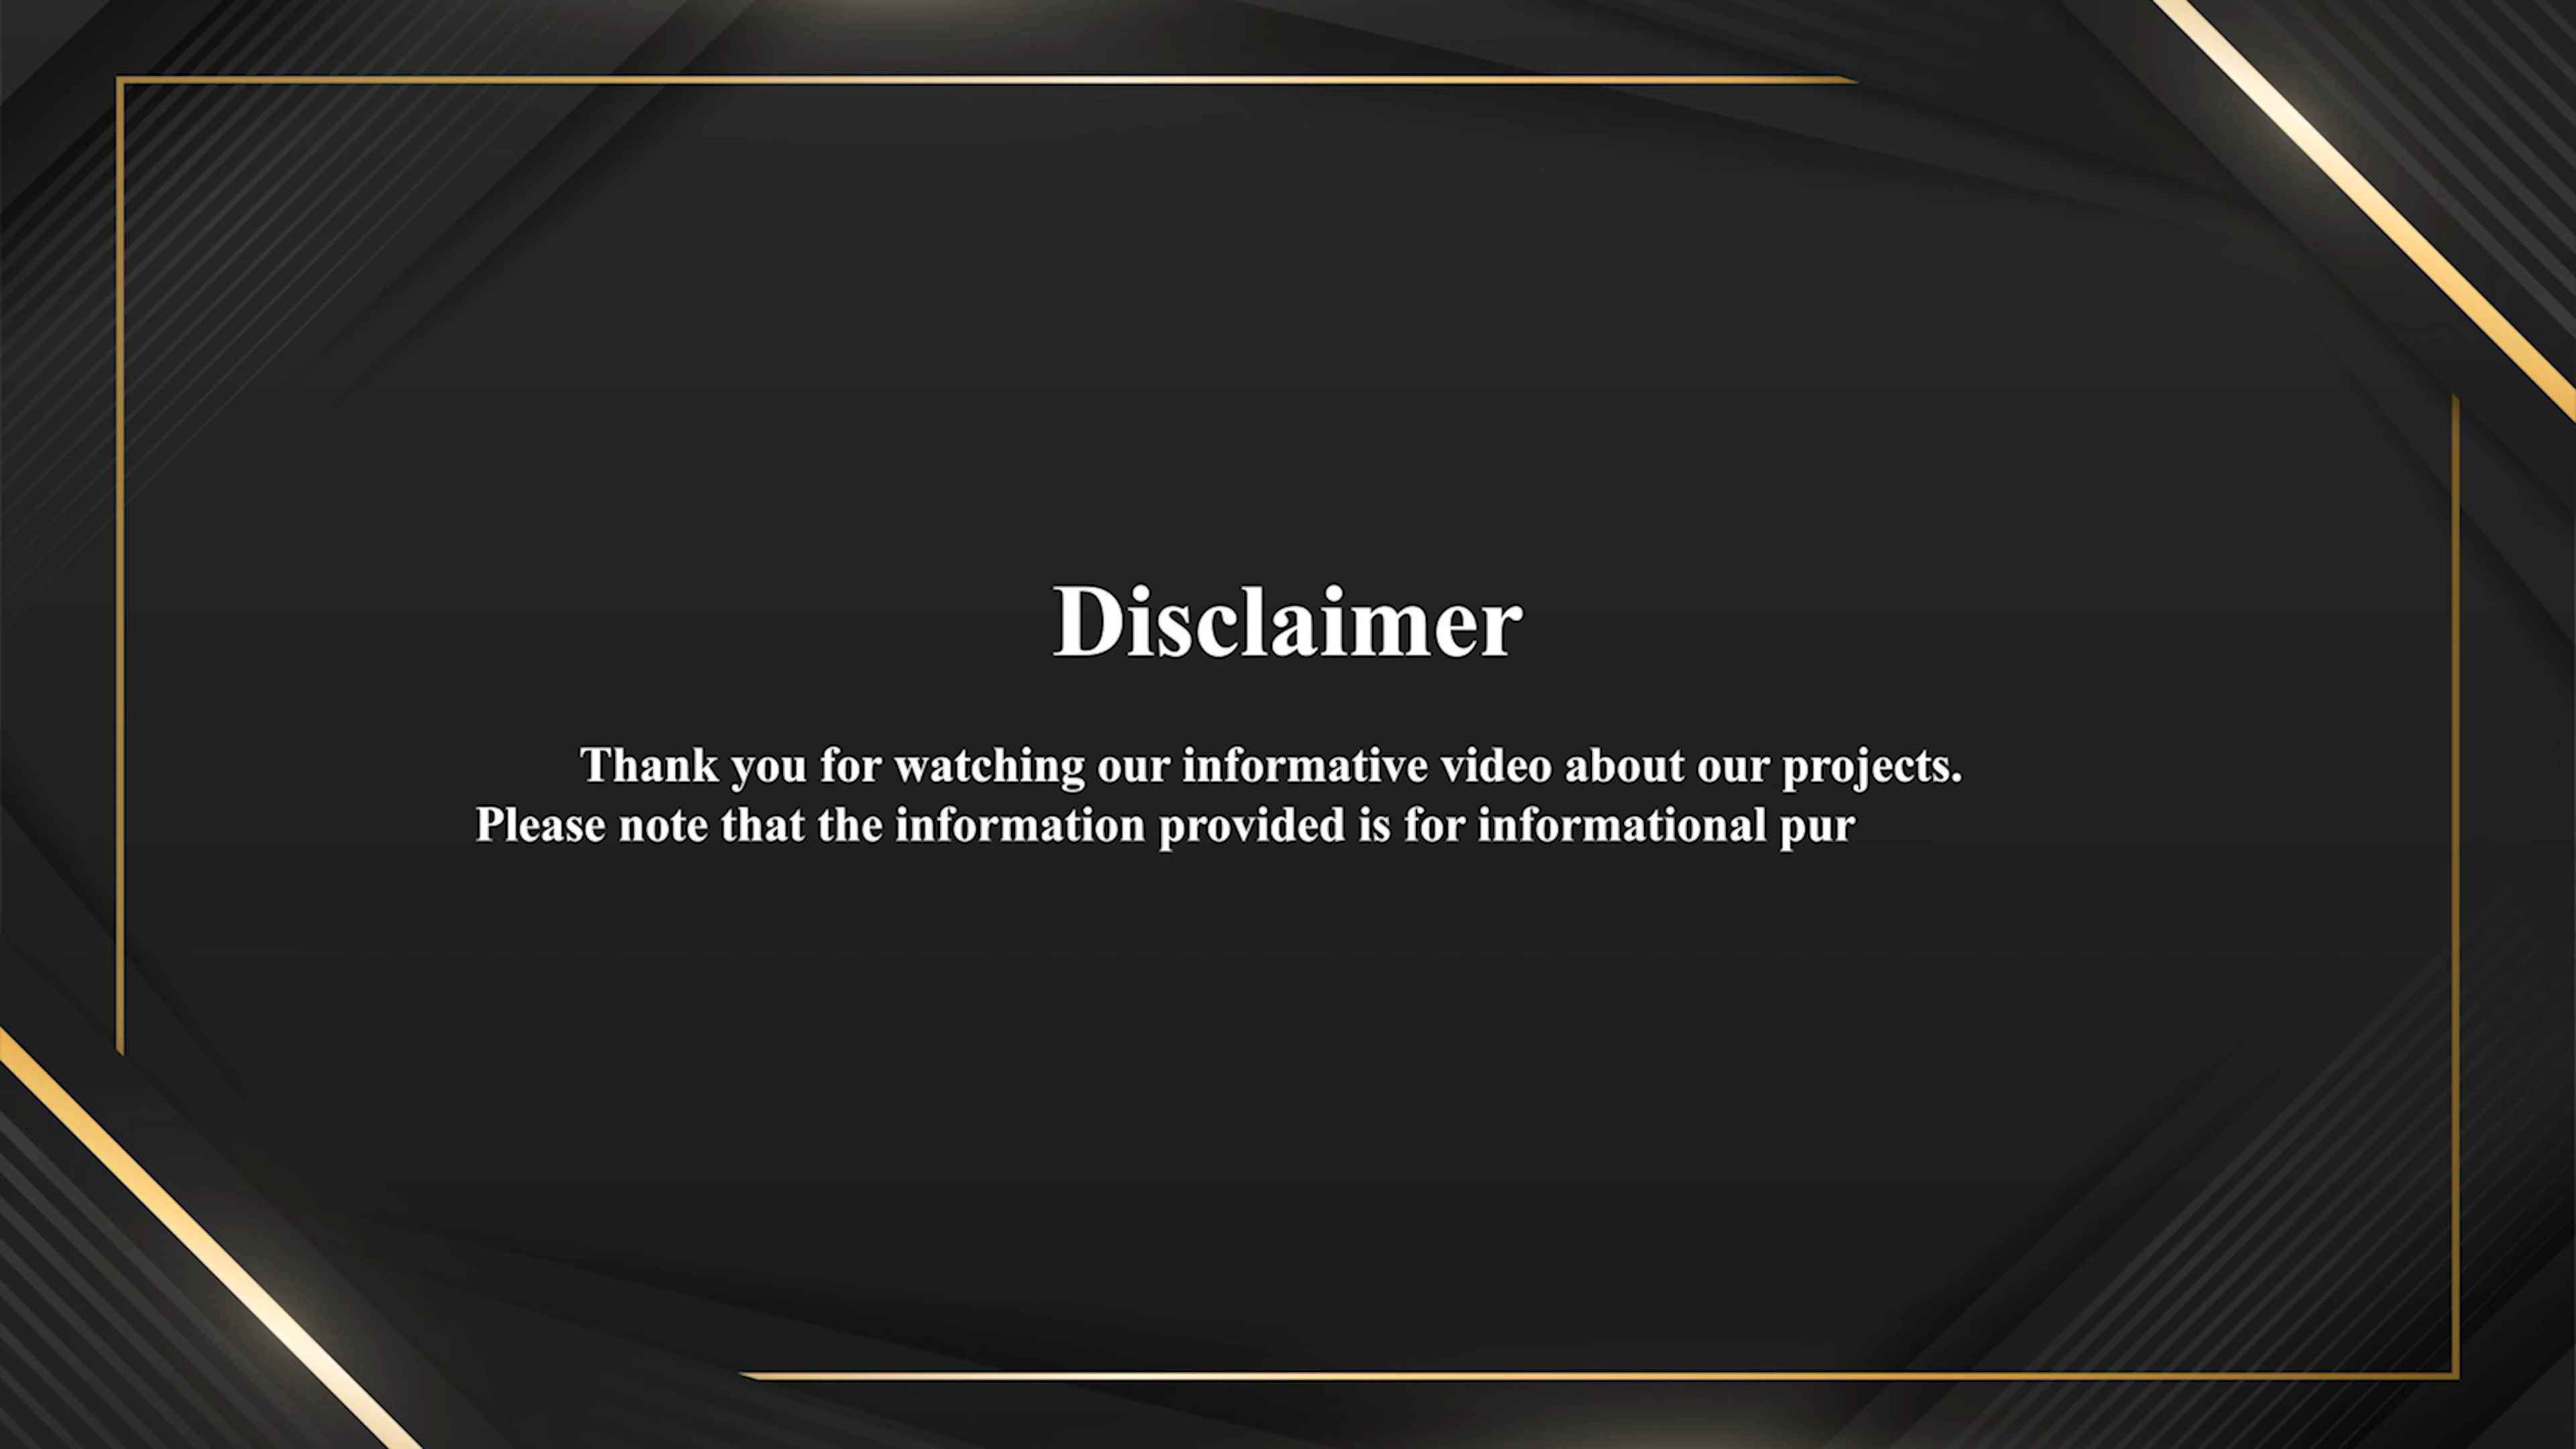 Disclaimer
Thank you for watching our informative video about our projects.
Please note that the information provided is for informational pur